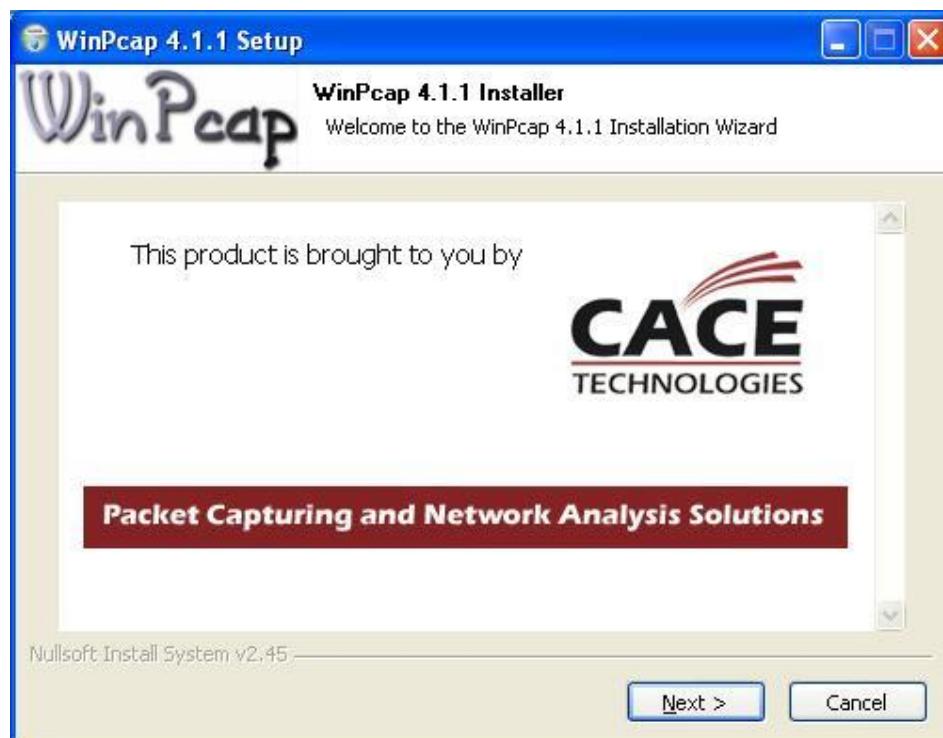 WinPcap 4.1.1 Setup
WinPcap
WinPcap 4.1.1 Installer
Welcome to the WinPcap 4.1.1 Installation Wizard
This product is brought to you by
CACE
TECHNOLOGIES
Packet Capturing and Network Analysis Solutions
Nullsoft Install System v2.45
Next >
Cancel